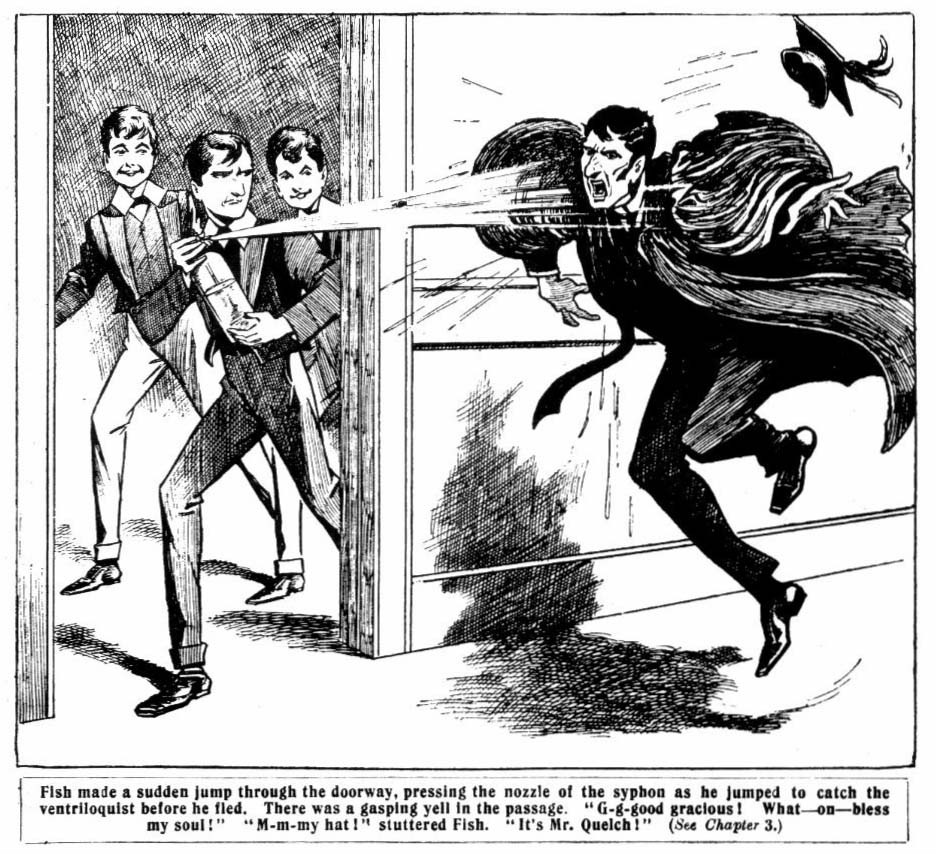 Fish made a sudden jump through the doorway, pressing the nozzle of the syphon as he jumped to catch the
ventriloquist before he fled. There was a gasping yell in the passage. "G-g-good gracious! What—on—bless
my soul!" "M-m-my hat!" stuttered Fish. "It's Mr. Quelch!" (See Chapter 3.)